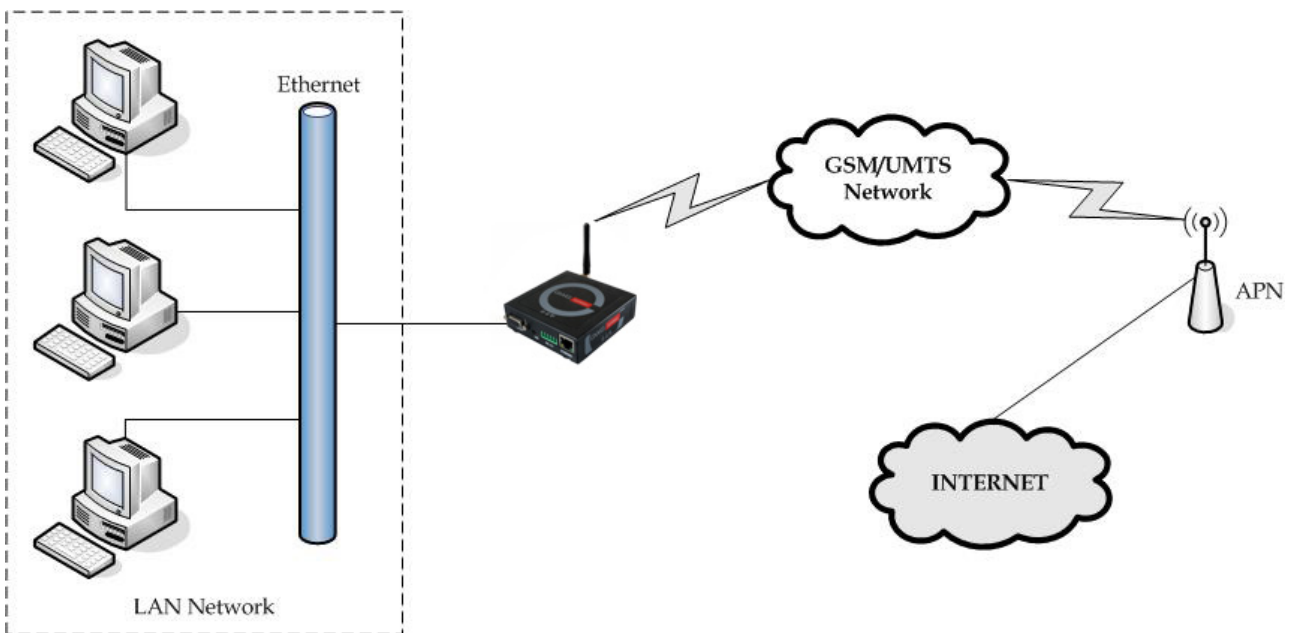 Ethernet
GSM/UMTS
Network
APN
INTERNET
LAN Network